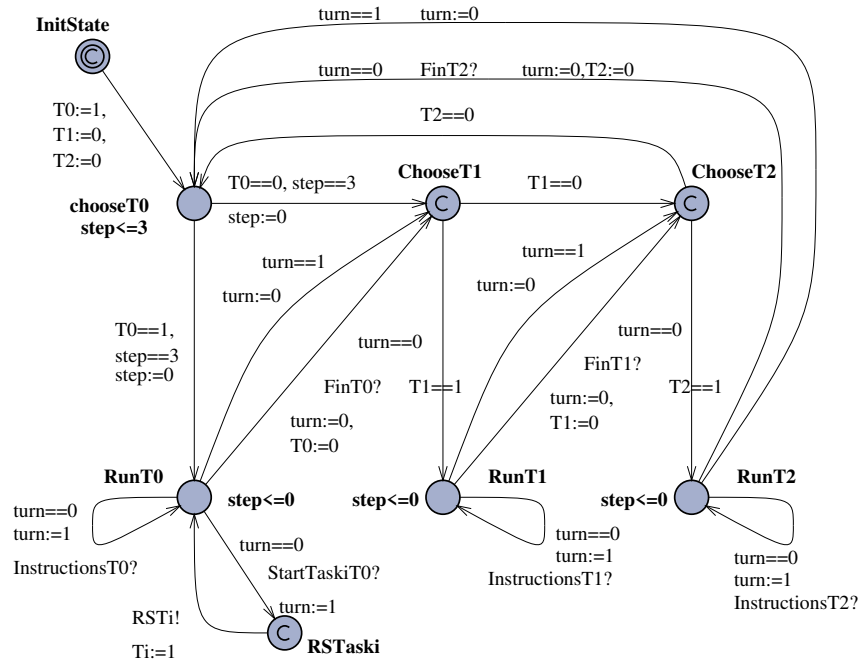 turn==1 turn:=0
InitState
turn==0 FinT2? turn:=0,T2:=0
C
T0:=1,
T1:=0,
T2:=0
T2==0
ChooseT1
ChooseT2
T0==0, step==3
T1==0
chooseT0
step<=3
step:=0
C
C
turn==1
turn:=0
turn==1
turn:=0
T0==1,
step==3
step:=0
turn==0
FinT0?
turn:=0,
T0:=0
T1==1
turn==0
FinT1?
turn:=0,
T1:=0
T2==1
RunT0
step<=0
RunT1
step<=0
RunT2
step<=0
turn==0
turn:=1
InstructionsT0?
turn==0
StartTaskiT0?
turn:=1
turn==0
turn:=1
InstructionsT1?
turn==0
turn:=1
InstructionsT2?
RSTi!
Ti:=1
C
RSTaski